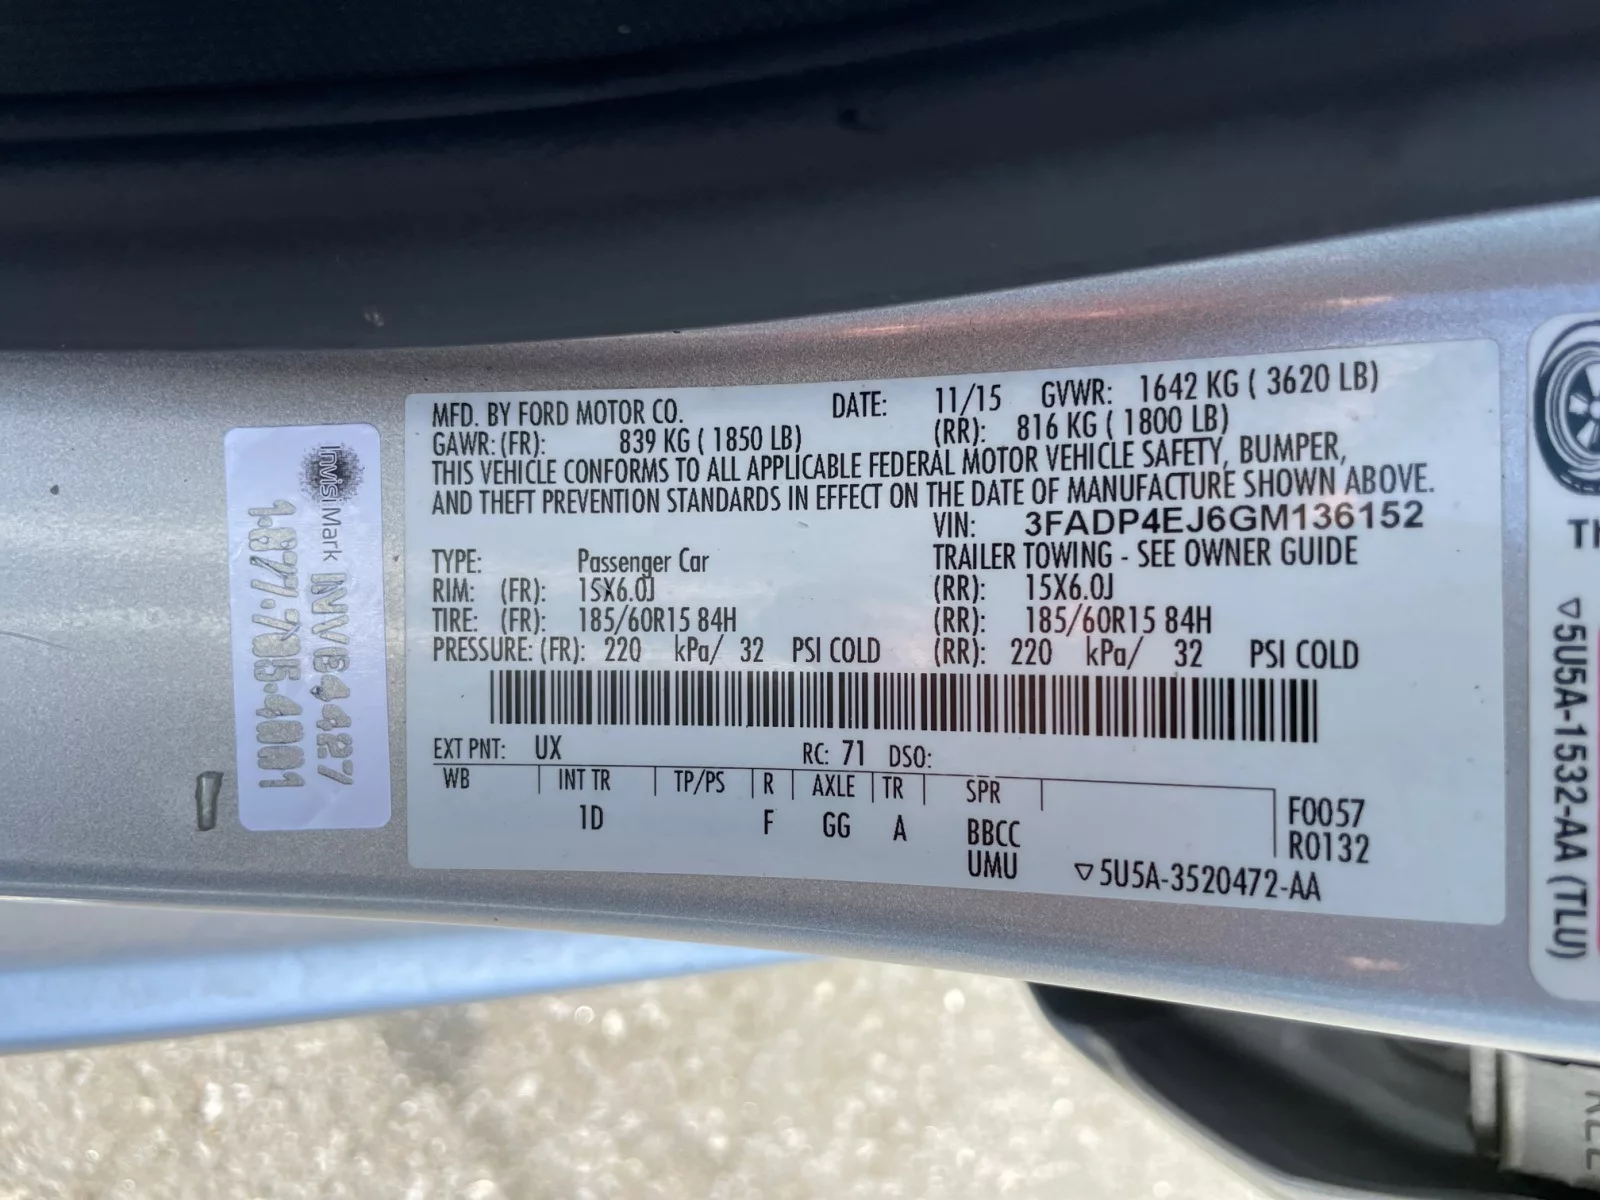 MFD. BY FORD MOTOR CO. DATE: 11/15 GVWR: 1642 KG ( 3620 LB)
GAWR: (FR): 839 KG ( 1850 LB) (RR): 816 KG ( 1800 LB)
THIS VEHICLE CONFORMS TO ALL APPLICABLE FEDERAL MOTOR VEHICLE SAFETY, BUMPER,
AND THEFT PREVENTION STANDARDS IN EFFECT ON THE DATE OF MANUFACTURE SHOWN ABOVE.
VIN: 3FADP4EJ6GM136152
TYPE: Passenger Car TRAILER TOWING - SEE OWNER GUIDE
RIM: (FR): 15X6.0J (RR): 15X6.0J
TIRE: (FR): 185/60R15 84H (RR): 185/60R15 84H
PRESSURE: (FR): 220 kPa/ 32 PSI COLD (RR): 220 kPa/ 32 PSI COLD
EXT PNT: UX RC: 71 DSO:
WB INT TR TP/PS R AXLE TR SPR
1D F GG A BBCC
UMU
F0057
R0132
▽5U5A-3520472-AA
InvisiMark INVB4427
1.877.705.4001
▽5U5A-1532-AA (TLU)